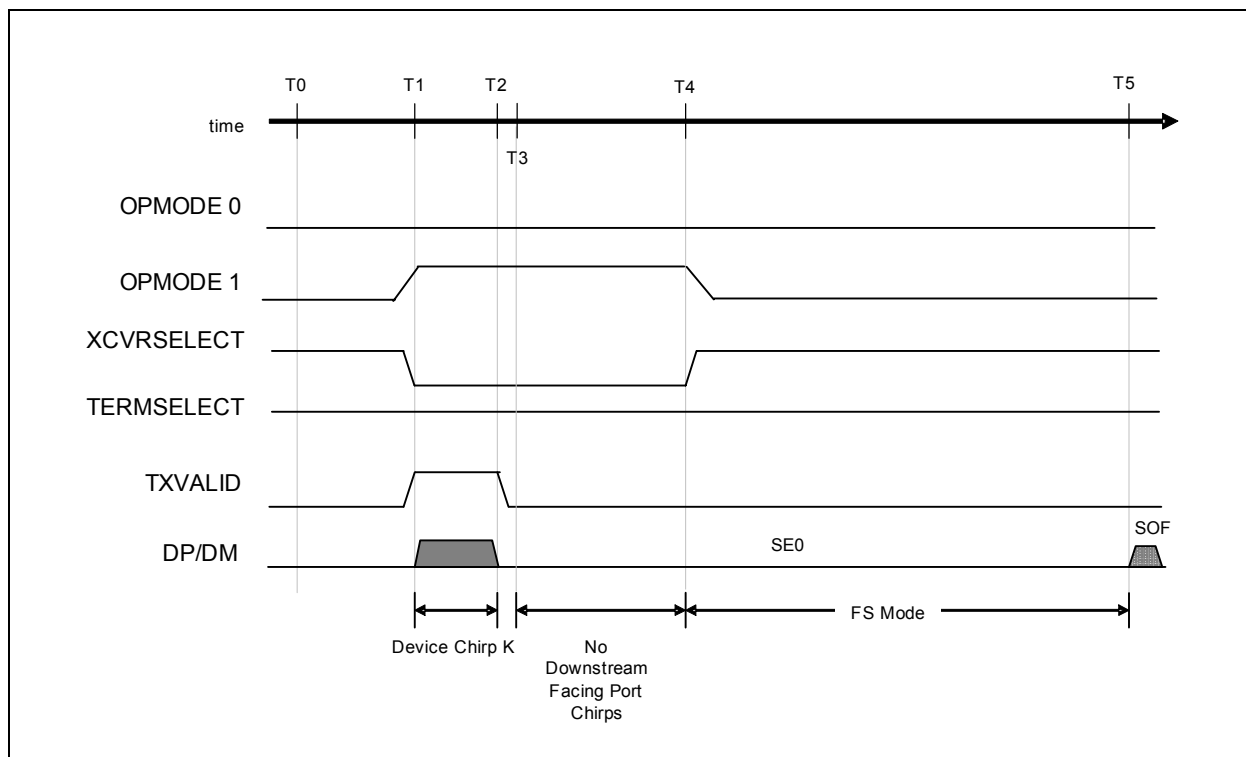 T0 T1 T2 T4 T5
time
T3
OPMODE 0
OPMODE 1
XCVRSELECT
TERMSELECT
TXVALID
DP/DM
SE0
SOF
FS Mode
Device Chirp K
No
Downstream
Facing Port
Chirps